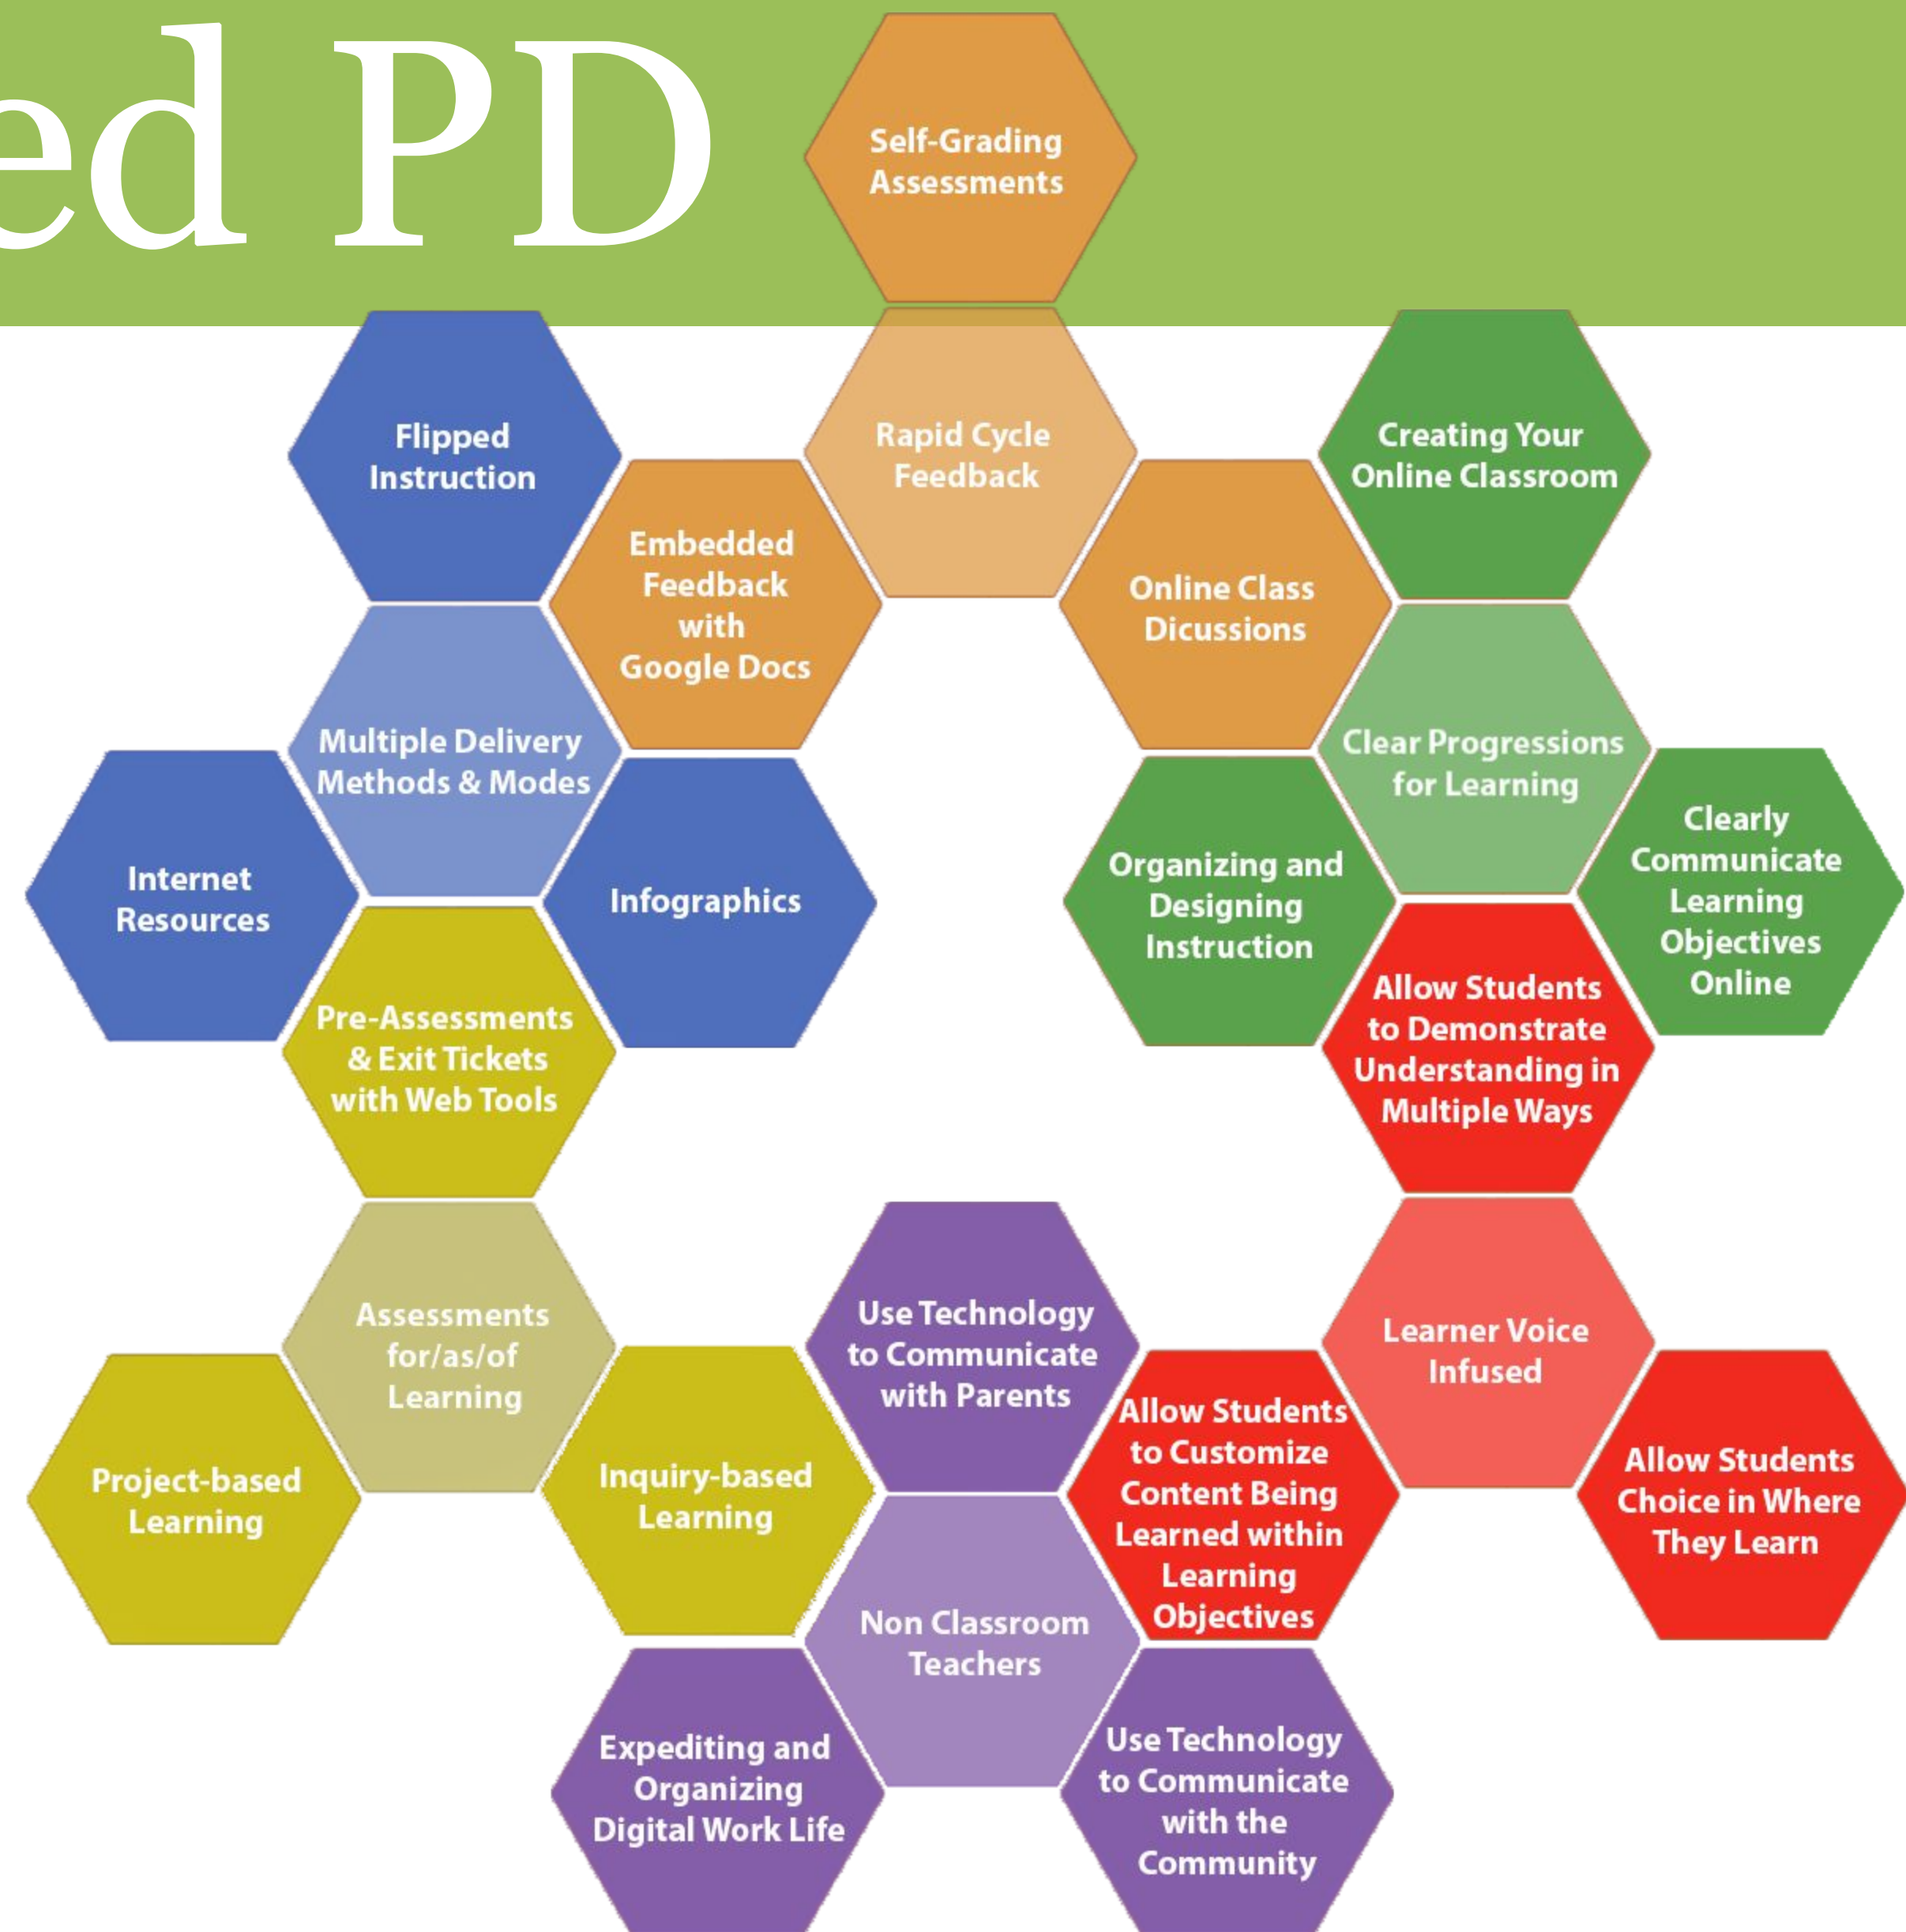 ed PD
Self-Grading
Assessments
Flipped
Instruction
Rapid Cycle
Feedback
Creating Your
Online Classroom
Embedded
Feedback
with
Google Docs
Online Class
Dicussions
Multiple Delivery
Methods & Modes
Clear Progressions
for Learning
Internet
Resources
Infographics
Organizing and
Designing
Instruction
Clearly
Communicate
Learning
Objectives
Online
Pre-Assessments
& Exit Tickets
with Web Tools
Allow Students
to Demonstrate
Understanding in
Multiple Ways
Assessments
for/as/of
Learning
Use Technology
to Communicate
with Parents
Learner Voice
Infused
Project-based
Learning
Inquiry-based
Learning
Allow Students
to Customize
Content Being
Learned within
Learning
Objectives
Allow Students
Choice in Where
They Learn
Non Classroom
Teachers
Expediting and
Organizing
Digital Work Life
Use Technology
to Communicate
with the
Community